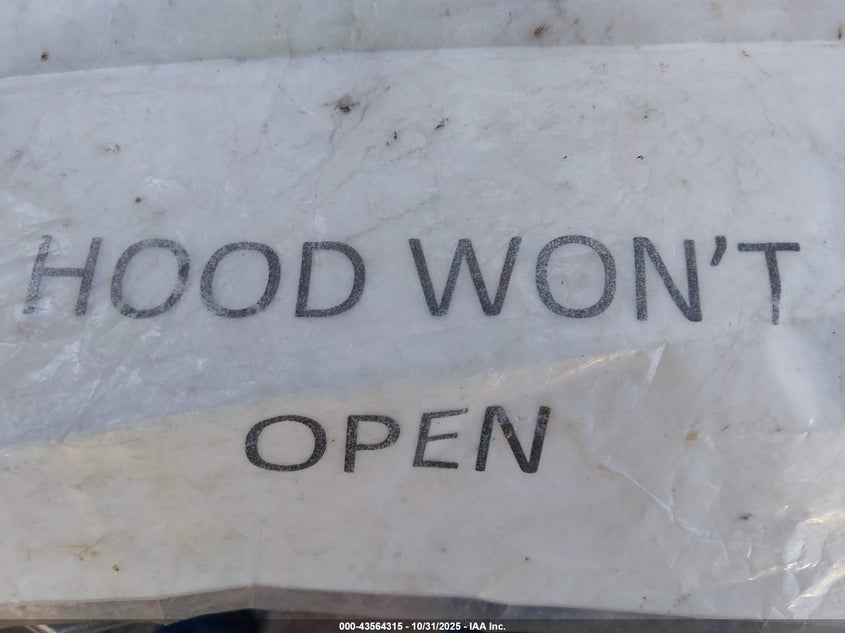 HOOD WON'T
OPEN
000-43564315 - 10/31/2025 - IAA Inc.